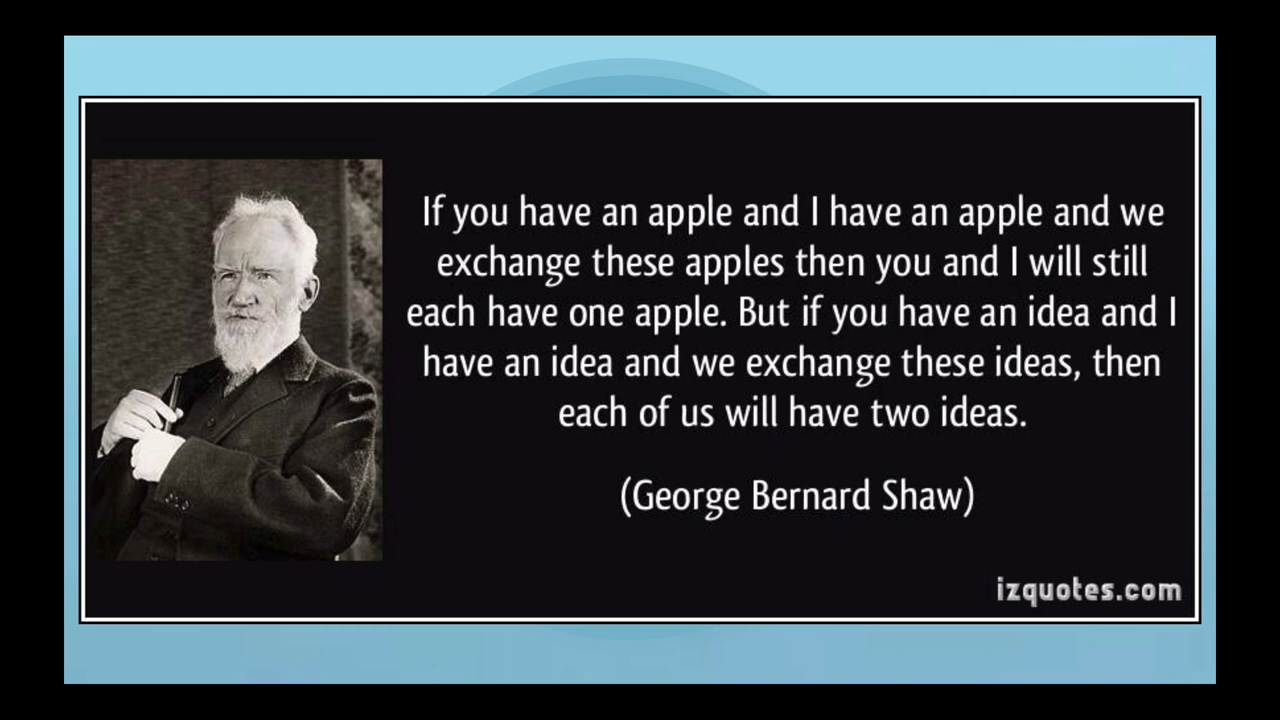 If you have an apple and I have an apple and we
exchange these apples then you and I will still
each have one apple. But if you have an idea and I
have an idea and we exchange these ideas, then
each of us will have two ideas.
(George Bernard Shaw)
izquotes.com